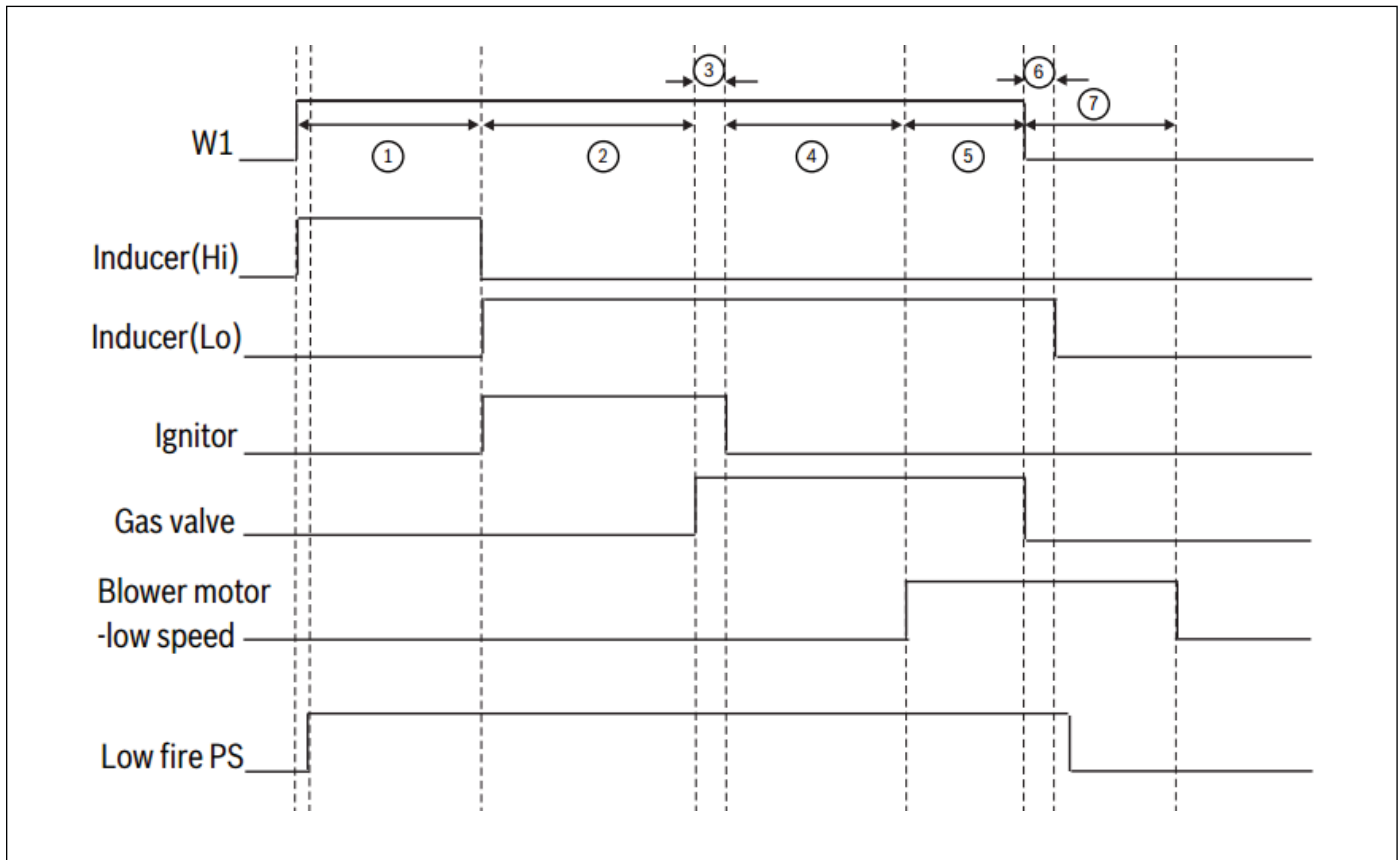 ③
⑥
⑦
W1
①
②
④
⑤
Inducer(Hi)
Inducer(Lo)
Ignitor
Gas valve
Blower motor
-low speed
Low fire PS